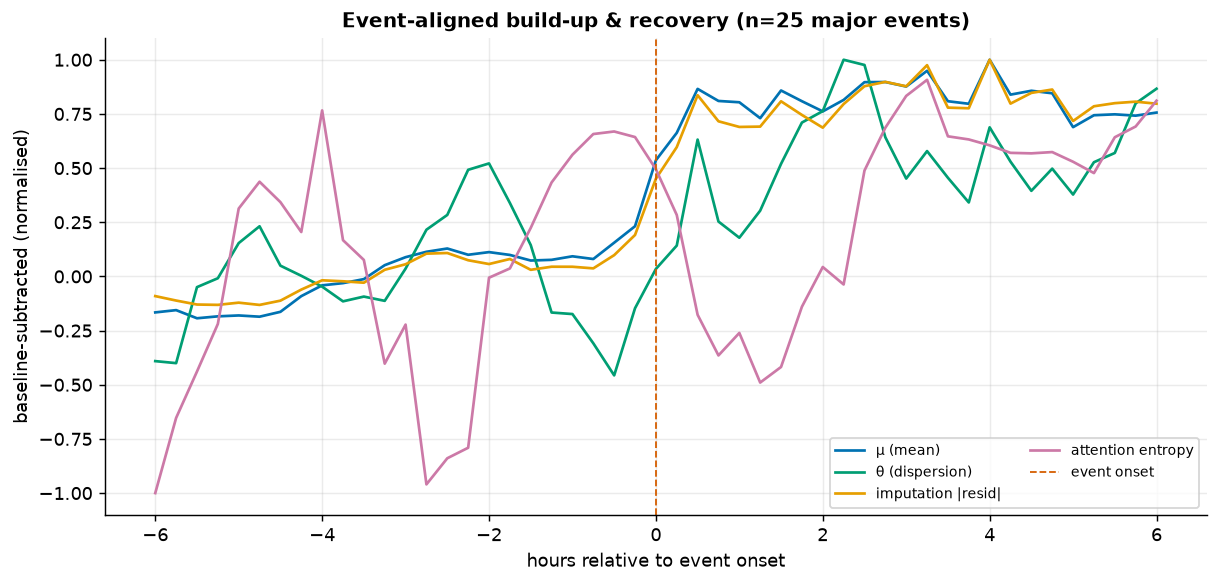 Event-aligned build-up & recovery (n=25 major events)
baseline-subtracted (normalised)
1.00
0.75
0.50
0.25
0.00
−0.25
−0.50
−0.75
−1.00
−6 −4 −2 0 2 4 6
hours relative to event onset
μ (mean)
θ (dispersion)
imputation |resid|
attention entropy
event onset